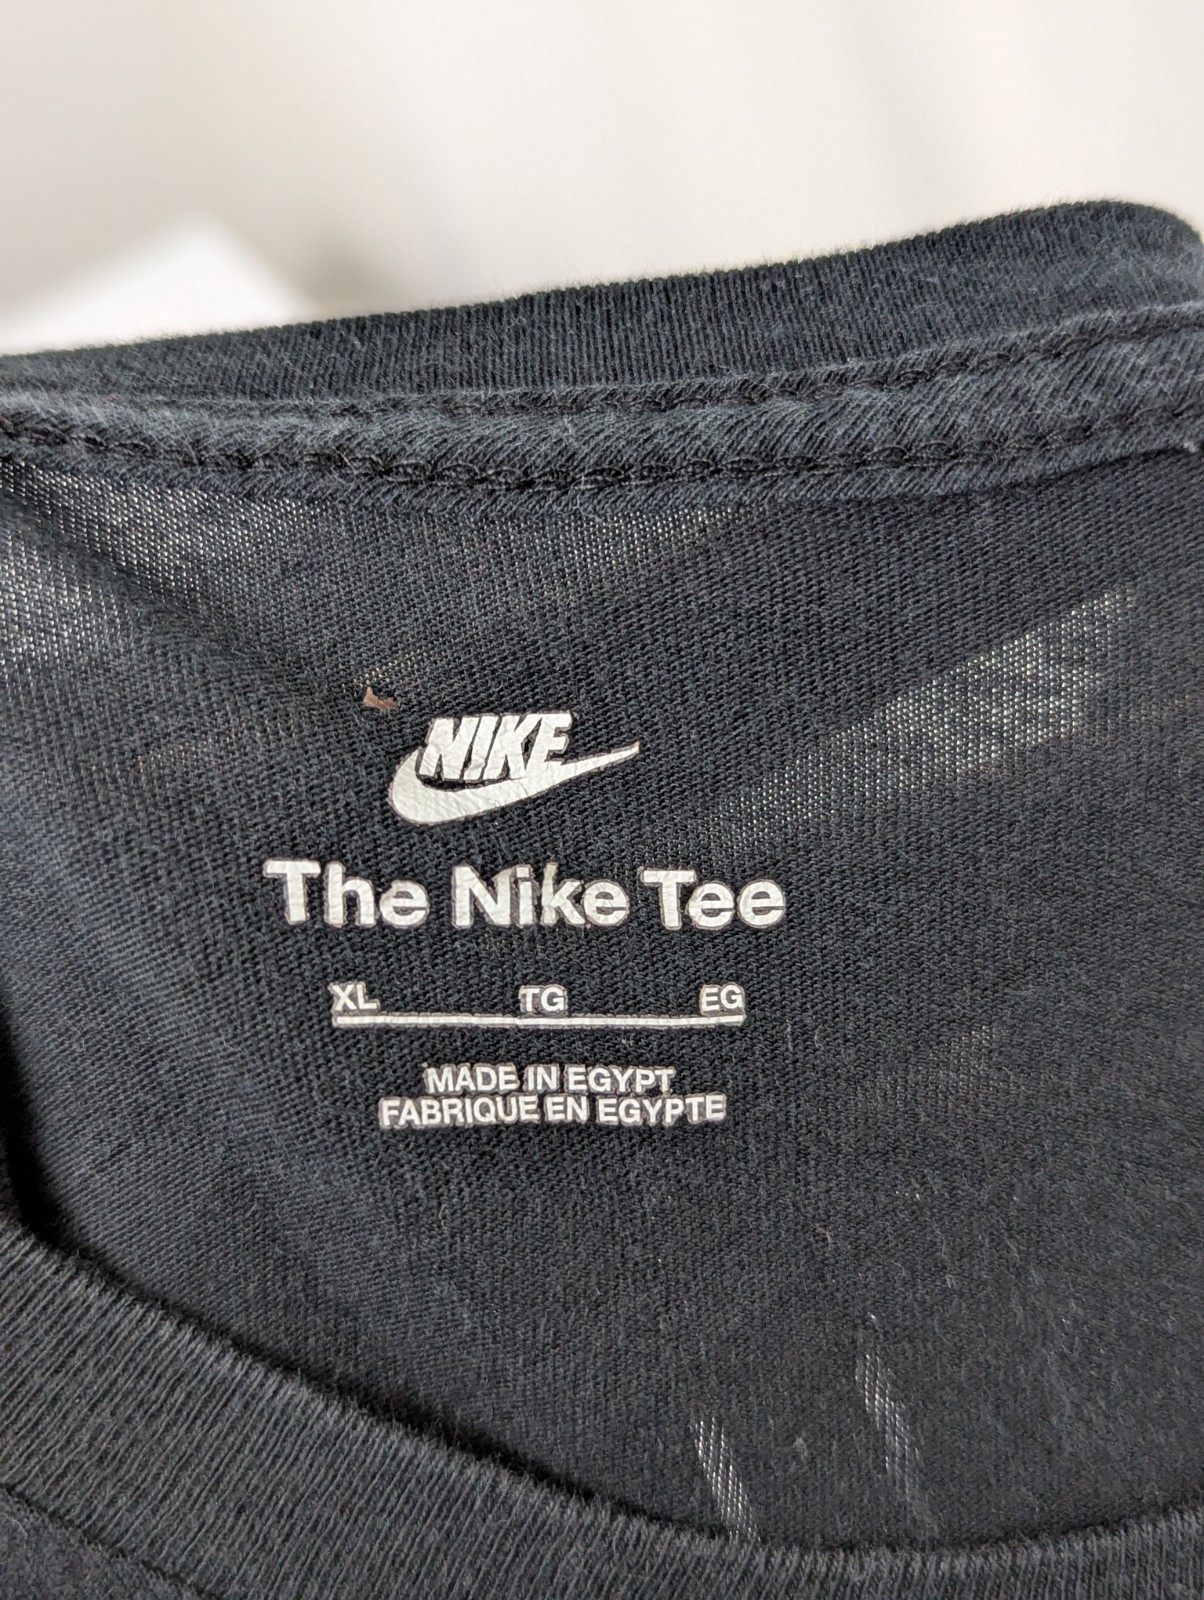 NIKE
The Nike Tee
XL TG EG
MADE IN EGYPT
FABRIQUE EN EGYPTE